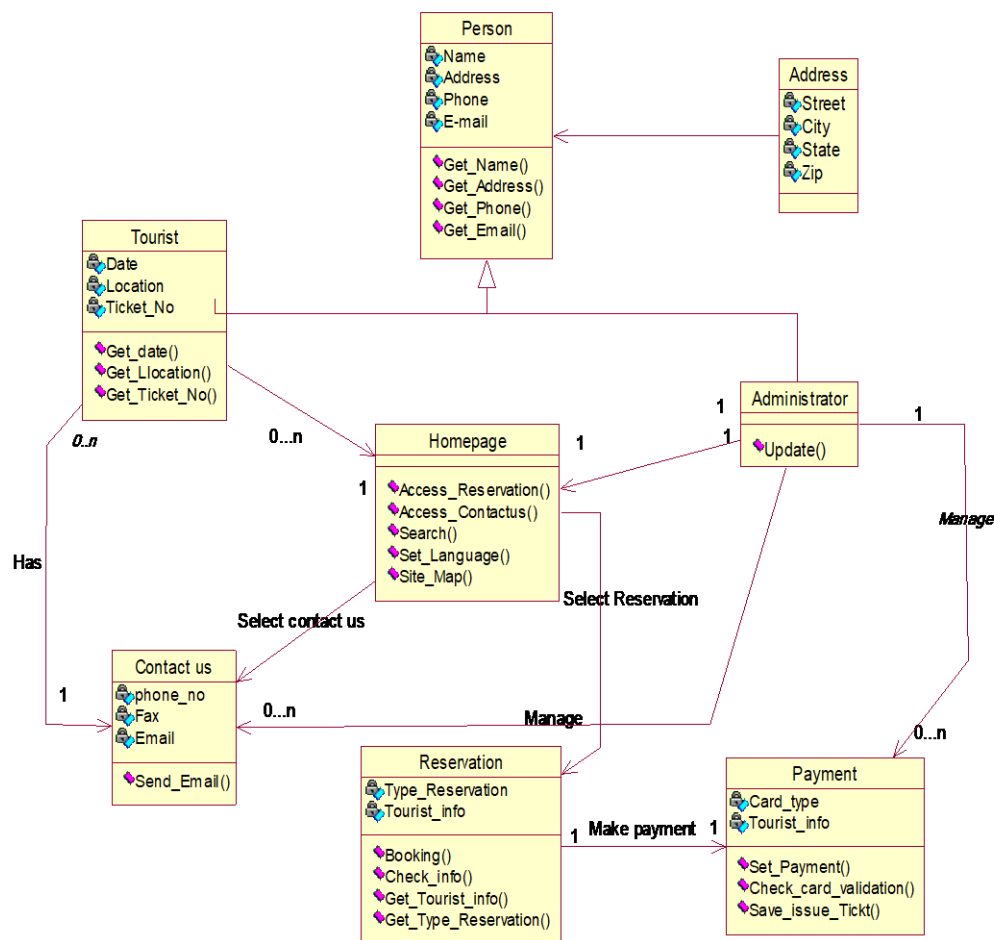 Person
Name
Address
Phone
E-mail
Get_Name()
Get_Address()
Get_Phone()
Get_Email()
Address
Street
City
State
Zip
Tourist
Date
Location
Ticket_No
Get_date()
Get_Llocation()
Get_Ticket_No()
0..n
0...n
Homepage
Access_Reservation()
Access_Contactus()
Search()
Set_Language()
Site_Map()
1
1
1
1
Administrator
Update()
1
Manage
Has
Select contact us
Select Reservation
Contact us
phone_no
Fax
Email
Send_Email()
1
0...n
Manage
0...n
Reservation
Type_Reservation
Tourist_info
Booking()
Check_info()
Get_Tourist_info()
Get_Type_Reservation()
1
Make payment
1
Payment
Card_type
Tourist_info
Set_Payment()
Check_card_validation()
Save_issue_Tickt()